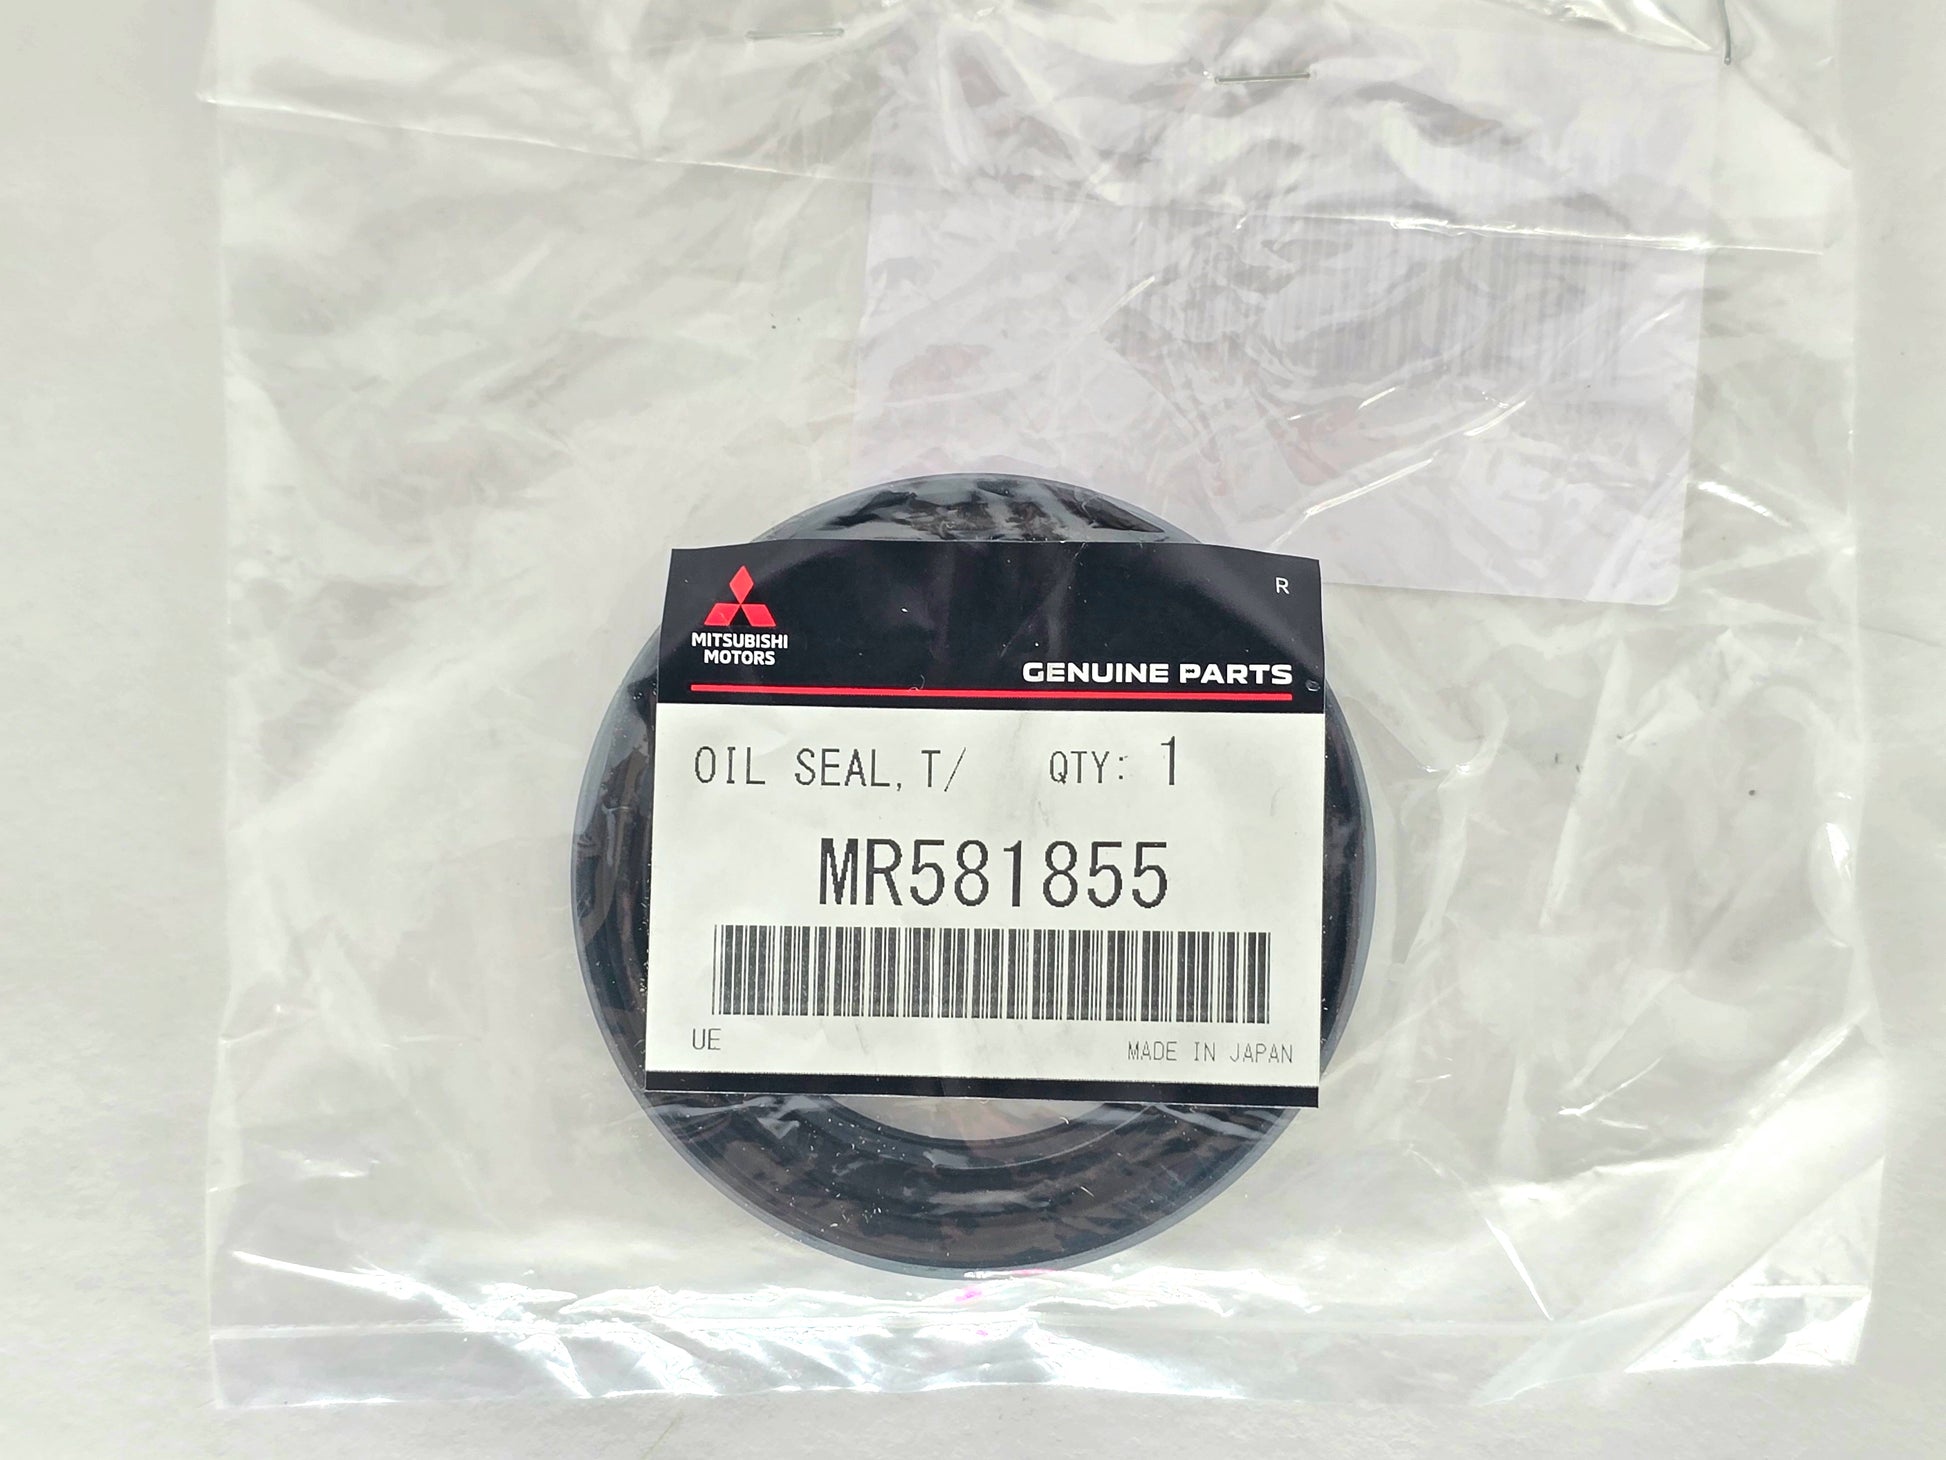 R
MITSUBISHI
MOTORS
GENUINE PARTS
OIL SEAL, T/ QTY: 1
MR581855
UE
MADE IN JAPAN